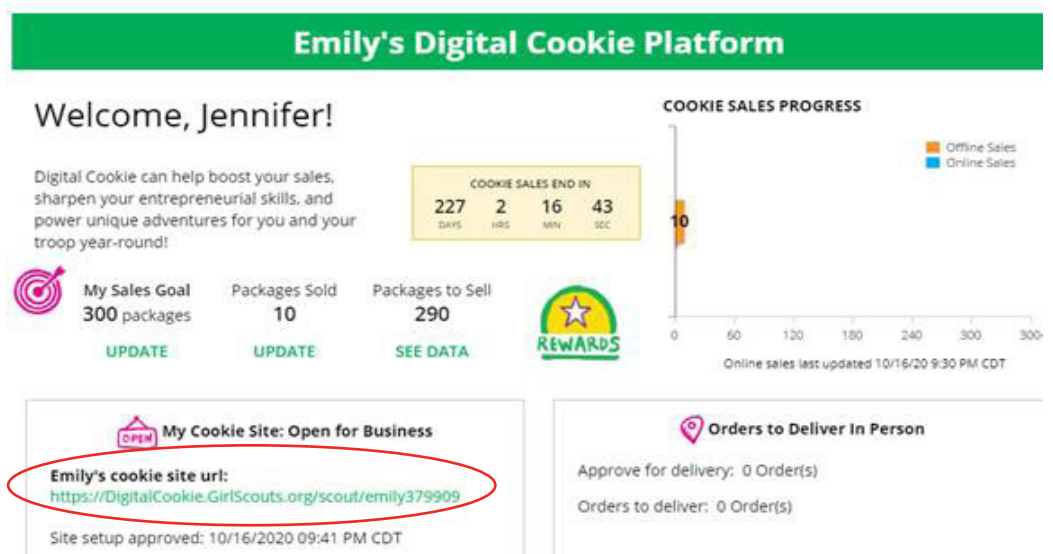 Emily's Digital Cookie Platform
Welcome, Jennifer!
Digital Cookie can help boost your sales,
sharpen your entrepreneurial skills, and
power unique adventures for you and your
troop year-round!
COOKIE SALES END IN
227 2 16 43
DAYS HRS MIN SEC
My Sales Goal
300 packages
UPDATE
Packages Sold
10
UPDATE
Packages to Sell
290
SEE DATA
REWARDS
COOKIE SALES PROGRESS
Offline Sales
Online Sales
10
0 60 120 180 240 300 300+
Online sales last updated 10/16/20 9:30 PM CDT
OPEN
My Cookie Site: Open for Business
Emily's cookie site url:
https://DigitalCookie.GirlScouts.org/scout/emily379909
Site setup approved: 10/16/2020 09:41 PM CDT
Orders to Deliver In Person
Approve for delivery: 0 Order(s)
Orders to deliver: 0 Order(s)